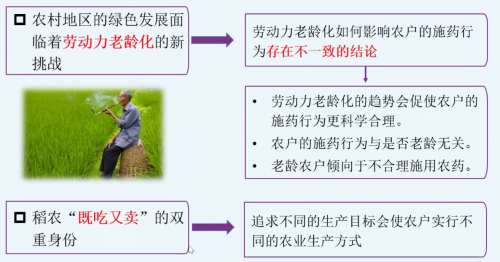 农村地区的绿色发展面
临着劳动力老龄化的新
挑战
劳动力老龄化如何影响农户的施药行
为存在不一致的结论
• 劳动力老龄化的趋势会促使农户的
施药行为更科学合理。
• 农户的施药行为与是否老龄无关。
• 老龄农户倾向于不合理施用农药。
稻农“既吃又卖”的双
重身份
追求不同的生产目标会使农户实行不
同的农业生产方式